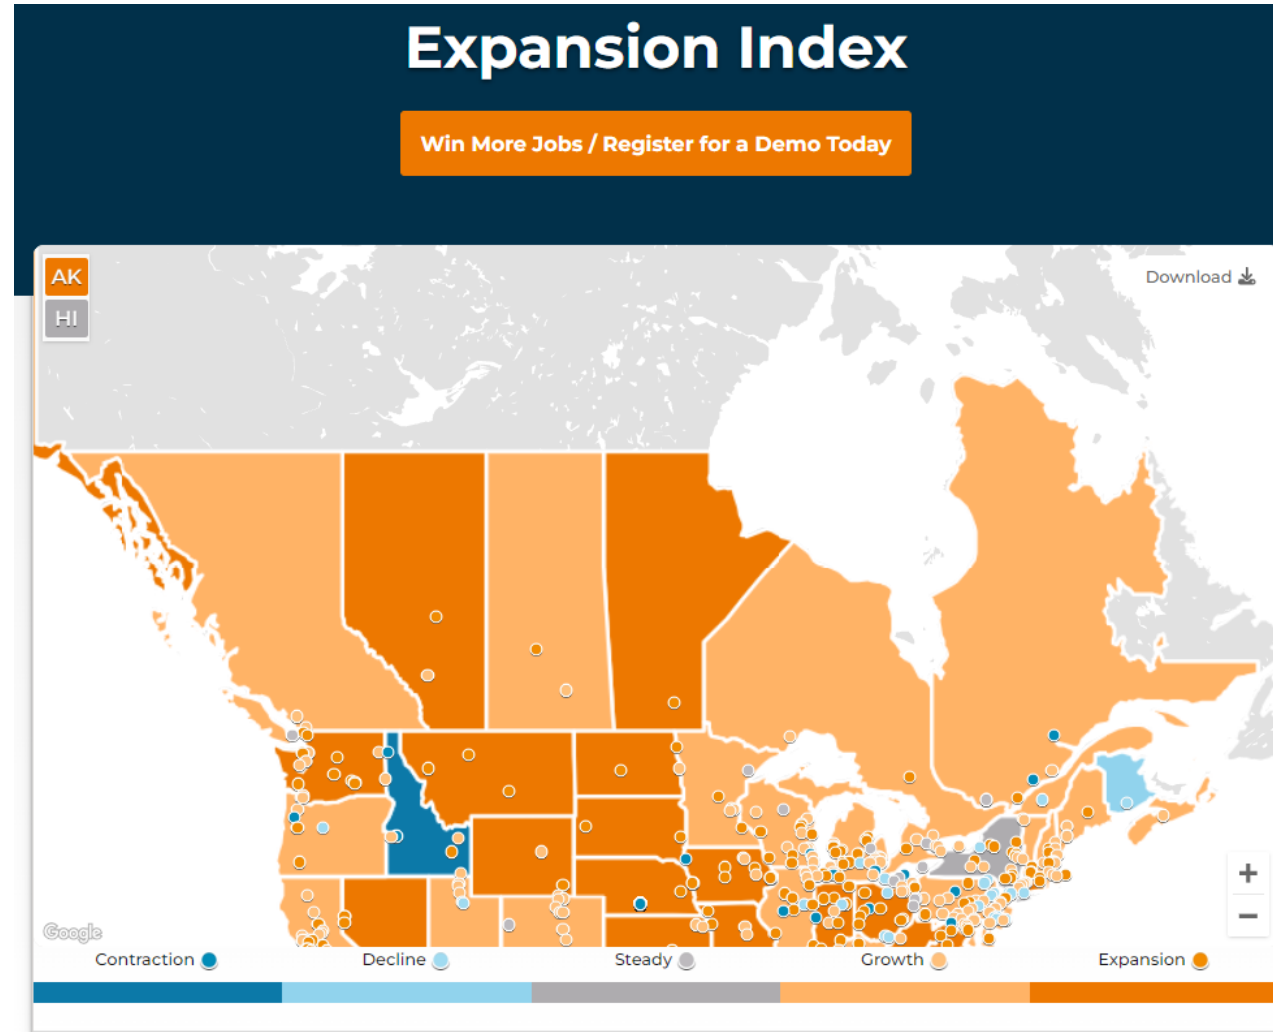 Expansion Index
Win More Jobs / Register for a Demo Today
AK
HI
Download
+
−
Google
Contraction
Decline
Steady
Growth
Expansion